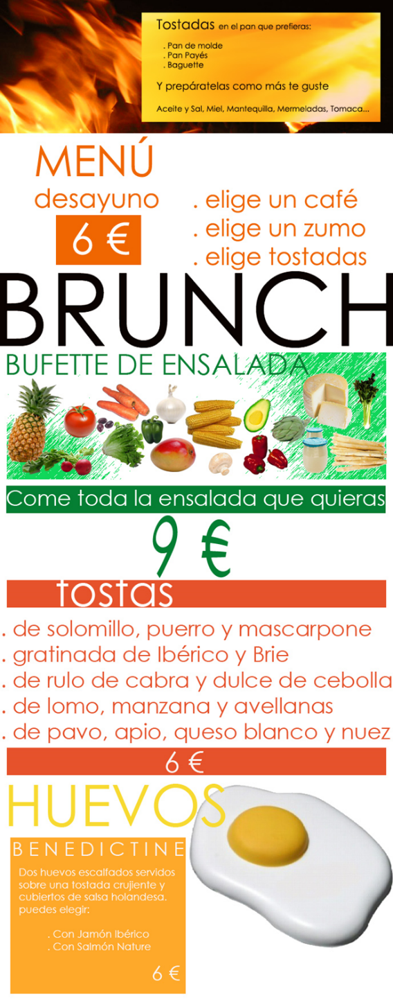 Tostadas en el pan que prefieras:
. Pan de molde
. Pan Payés
. Baguette
Y prepáratelas como más te guste
Aceite y Sal, Miel, Mantequilla, Mermeladas, Tomaca...
MENÚ
desayuno
6 €
. elige un café
. elige un zumo
. elige tostadas
BRUNCH
BUFETTE DE ENSALADA
Come toda la ensalada que quieras
9 €
tostas
. de solomillo, puerro y mascarpone
. gratinada de Ibérico y Brie
. de rulo de cabra y dulce de cebolla
. de lomo, manzana y avellanas
. de pavo, apio, queso blanco y nuez
6 €
HUEVOS
BENEDICTINE
Dos huevos escalfados servidos
sobre una tostada crujiente y
cubiertos de salsa holandesa.
puedes elegir:
. Con Jamón Ibérico
. Con Salmón Nature
6 €